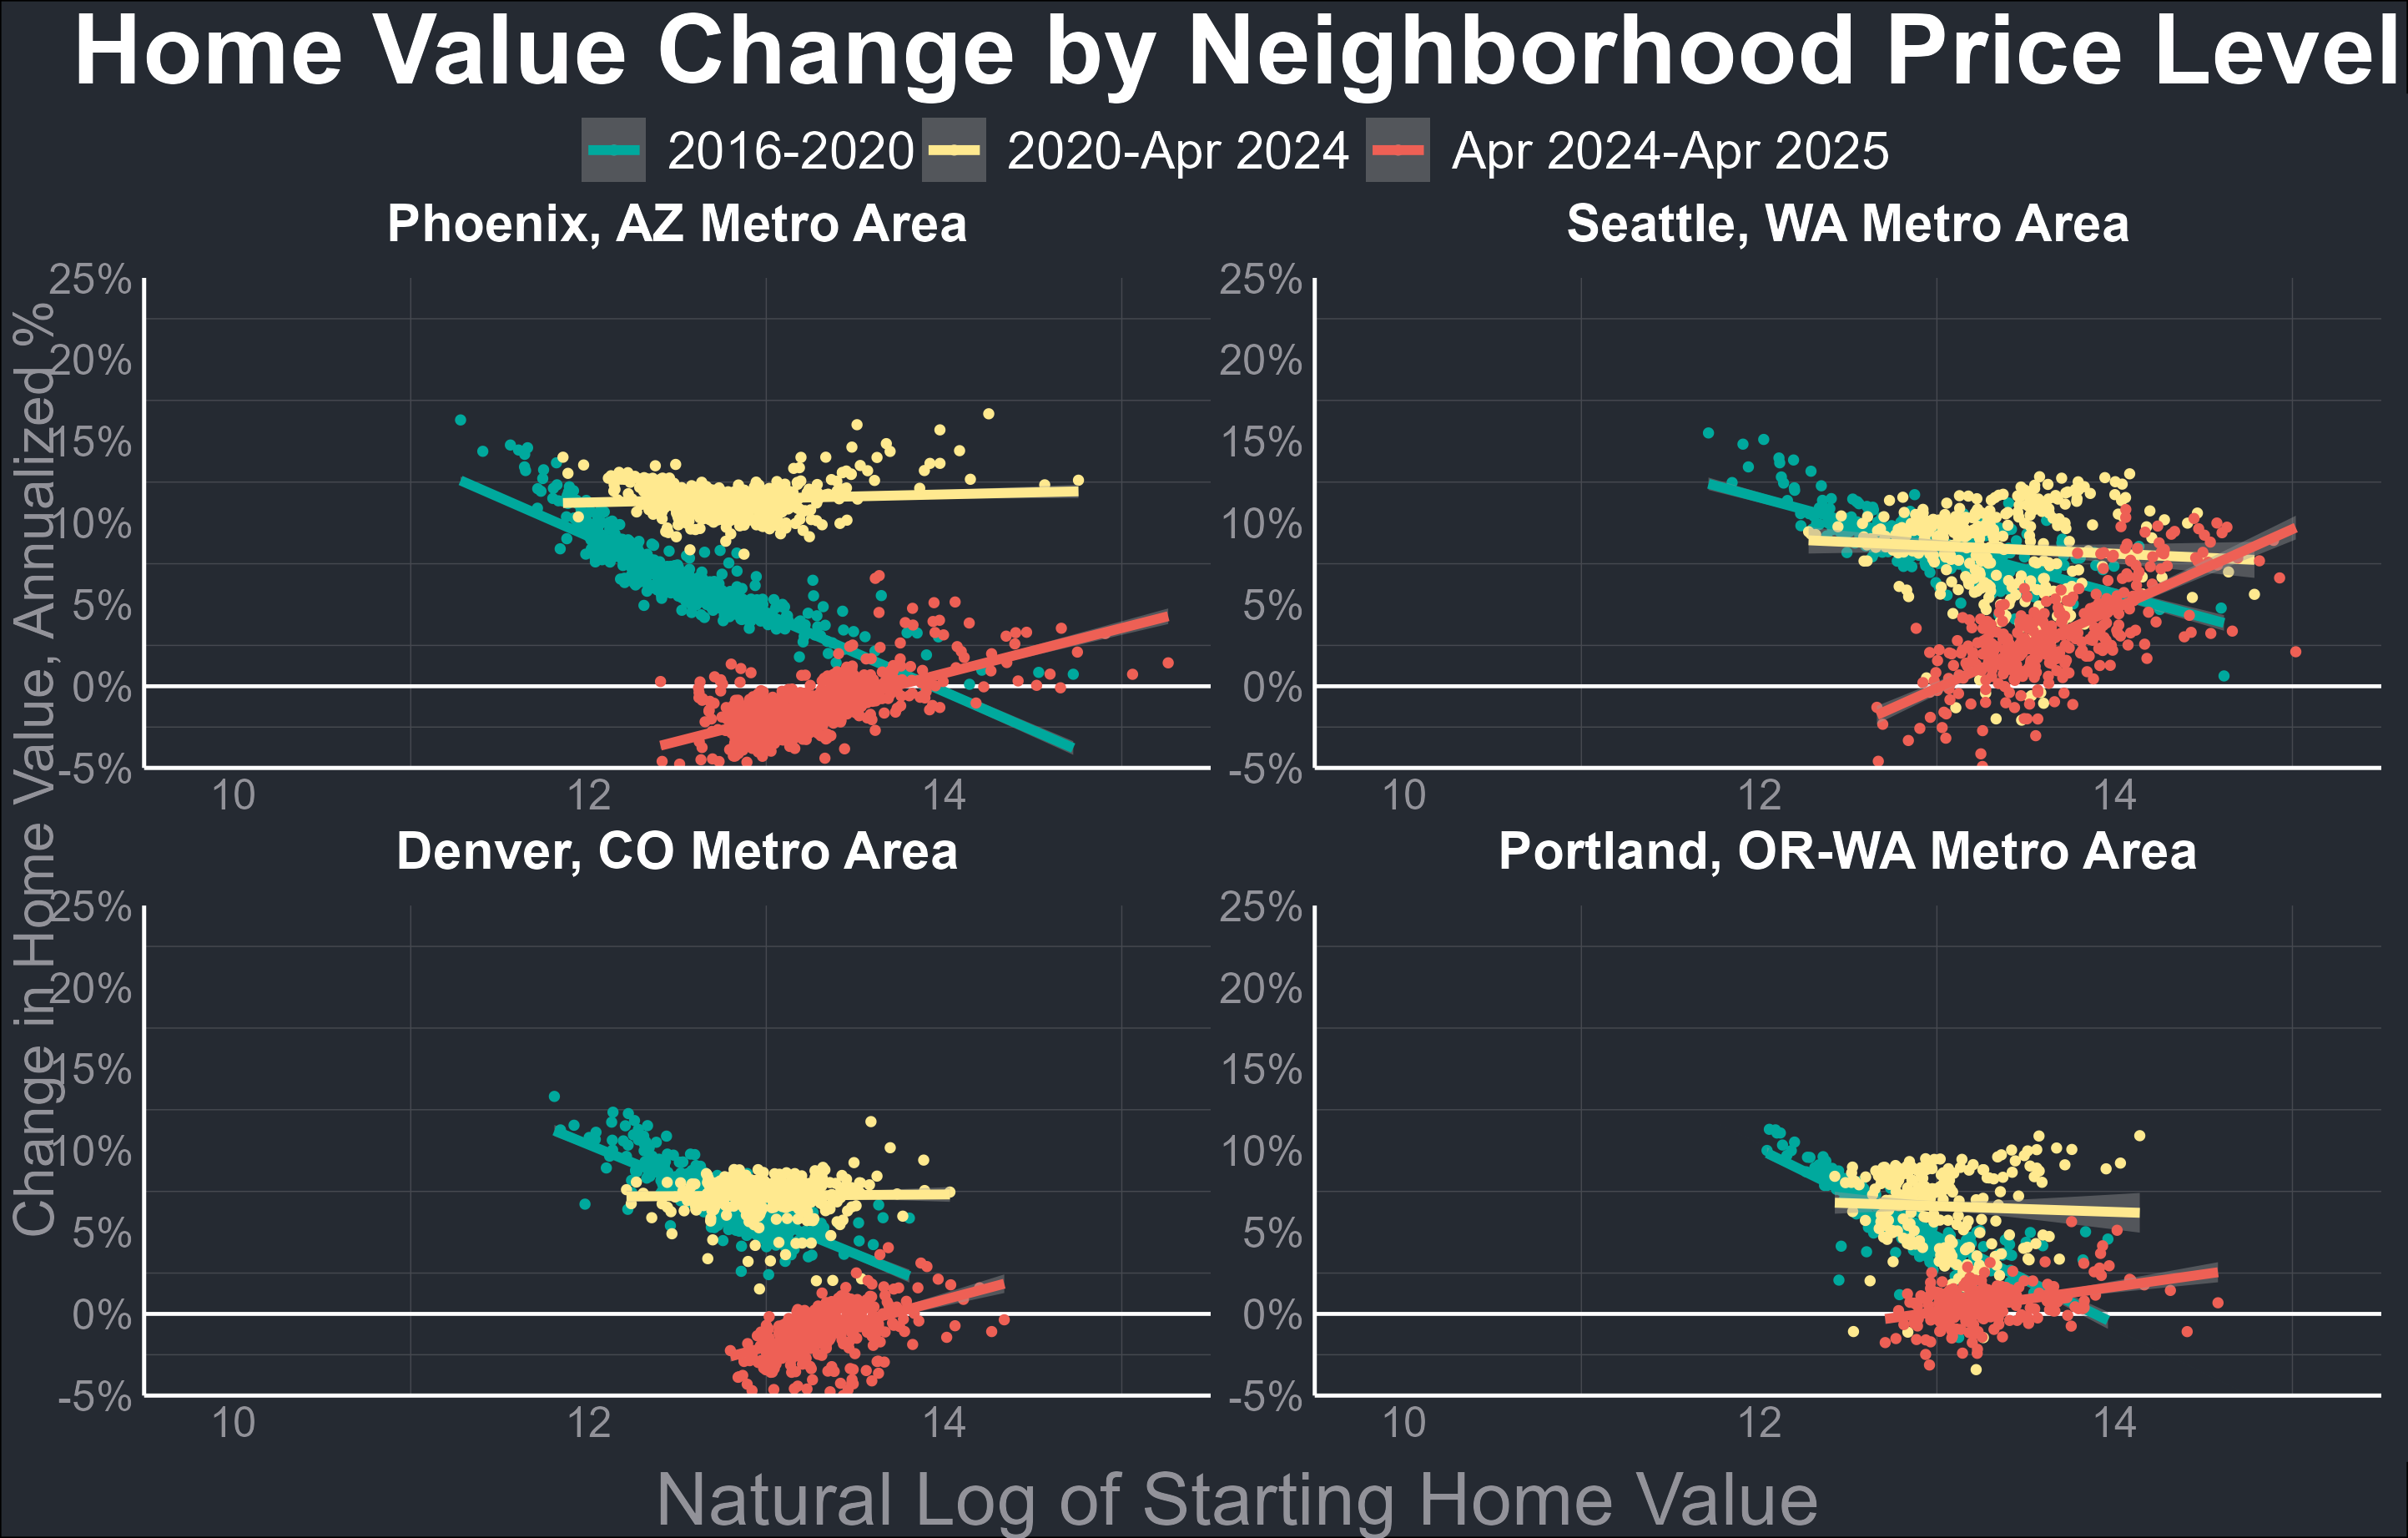 Home Value Change by Neighborhood Price Level
2016-2020 2020-Apr 2024 Apr 2024-Apr 2025
Change in Home Value, Annualized %
Phoenix, AZ Metro Area
25%
20%
15%
10%
5%
0%
-5%
10 12 14
Seattle, WA Metro Area
25%
20%
15%
10%
5%
0%
-5%
10 12 14
Denver, CO Metro Area
25%
20%
15%
10%
5%
0%
-5%
10 12 14
Portland, OR-WA Metro Area
25%
20%
15%
10%
5%
0%
-5%
10 12 14
Natural Log of Starting Home Value